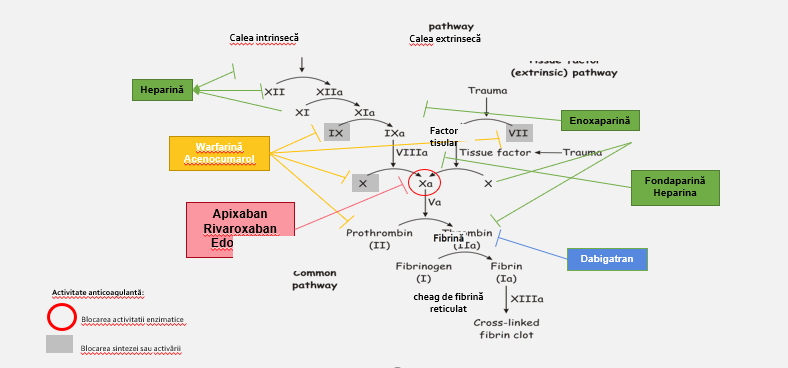 pathway
Calea intrinsecă
Calea extrinsecă
Tissue factor
(extrinsic) pathway
Heparină
XII
XIIa
Trauma
XI
XIa
Enoxaparină
IX
IXa
Factor
tisular
VII
Warfarină
Acenocumarol
VIIIa
Tissue factor
Trauma
X
Xa
X
Fondaparină
Heparina
Va
Apixaban
Rivaroxaban
Edo
Prothrombin
(II)
Fibrină
(IIa)
Dabigatran
Fibrinogen
(I)
Fibrin
(Ia)
Common
pathway
cheag de fibrină
reticulat
XIIIa
Activitate anticoagulantă:
Blocarea activitatii enzimatice
Cross-linked
fibrin clot
Blocarea sintezei sau activării